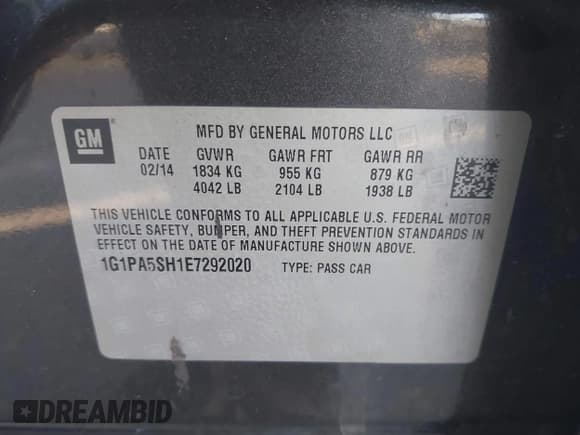 GM
MFD BY GENERAL MOTORS LLC
DATE GVWR GAWR FRT GAWR RR
02/14 1834 KG 955 KG 879 KG
4042 LB 2104 LB 1938 LB
THIS VEHICLE CONFORMS TO ALL APPLICABLE U.S. FEDERAL MOTOR
VEHICLE SAFETY, BUMPER, AND THEFT PREVENTION STANDARDS IN
EFFECT ON THE DATE OF MANUFACTURE SHOWN ABOVE.
1G1PA5SH1E7292020 TYPE: PASS CAR
DREAMBID